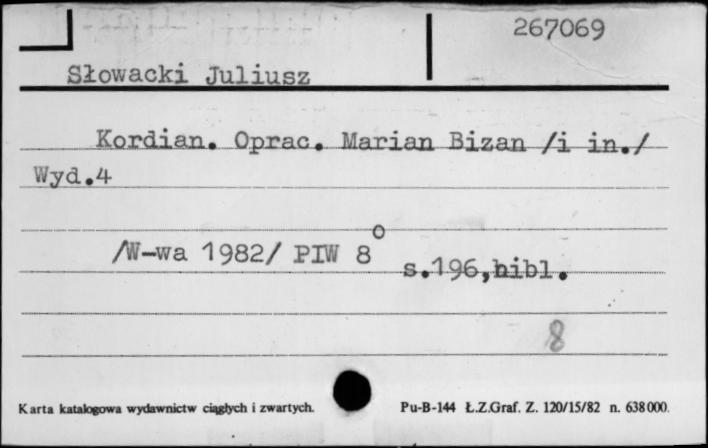 267069
Słowacki Juliusz
Kordian. Oprac. Marian Bizan /i in./
Wyd.4
/W-wa 1982/ PIW 8o
s.196,bibl.
8
Karta katalogowa wydawnictw ciągłych i zwartych.
Pu-B-144 Ł.Z.Graf. Z. 120/15/82 n. 638000.